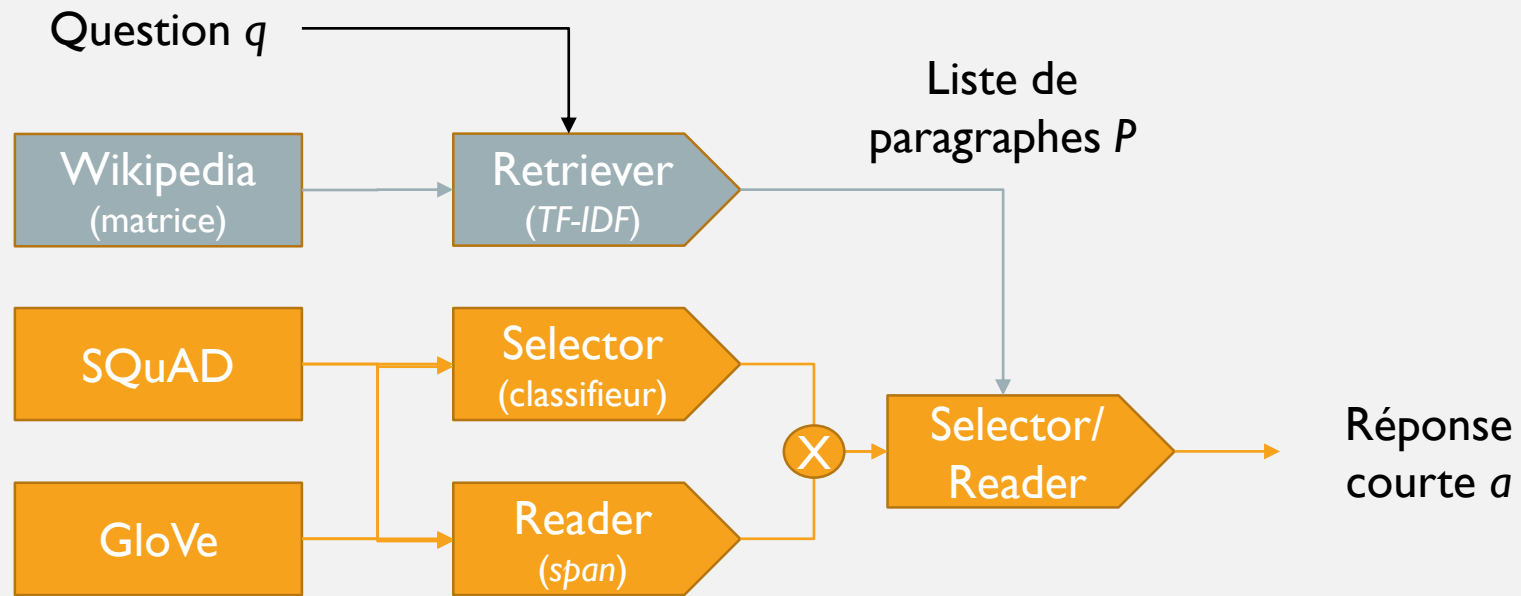 Question q
Liste de
paragraphes P
Wikipedia
(matrice)
Retriever
(TF-IDF)
SQuAD
Selector
(classifieur)
X
Selector/
Reader
Réponse
courte a
GloVe
Reader
(span)